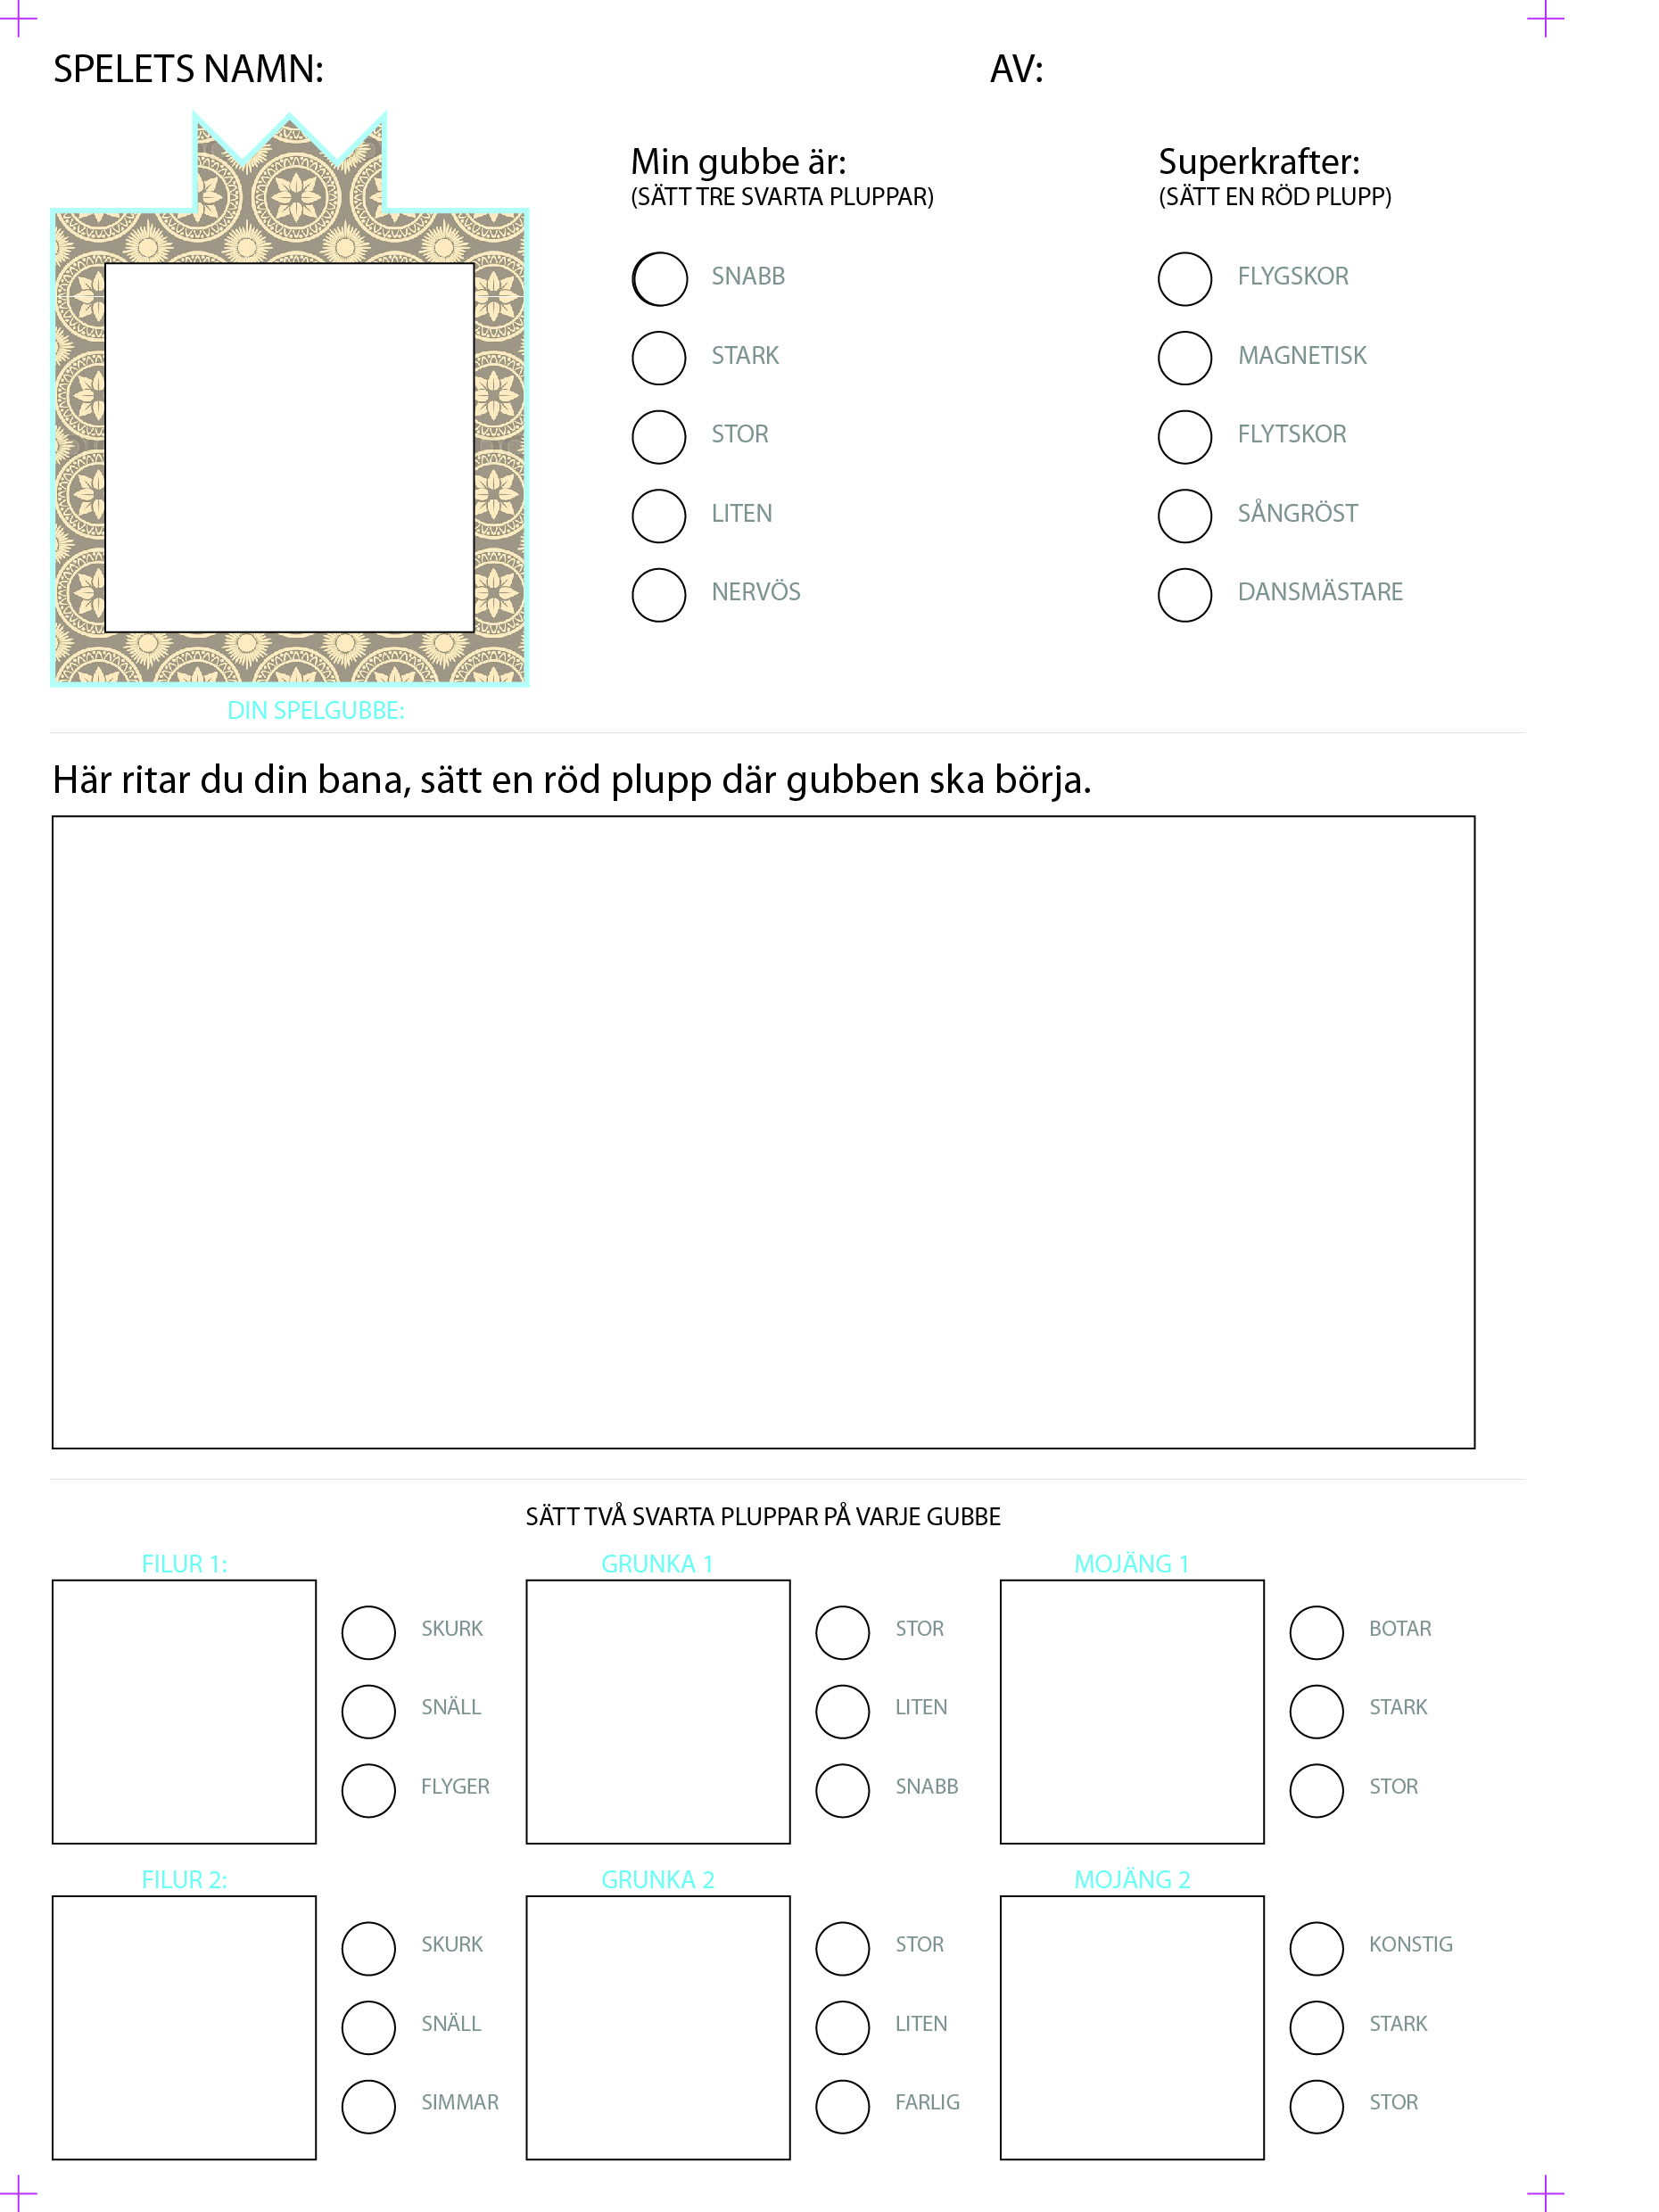 SPELETS NAMN:
AV:
Min gubbe är:
(SÄTT TRE SVARTA PLUPPAR)
SNABB
STARK
STOR
LITEN
NERVÖS
Superkrafter:
(SÄTT EN RÖD PLUPP)
FLYGSKOR
MAGNETISK
FLYTSKOR
SÅNGRÖST
DANSMÄSTARE
DIN SPELGUBBE:
Här ritar du din bana, sätt en röd plupp där gubben ska börja.
SÄTT TVÅ SVARTA PLUPPAR PÅ VARJE GUBBE
FILUR 1:
SKURK
SNÄLL
FLYGER
GRUNKA 1
STOR
LITEN
SNABB
MOJÄNG 1
BOTAR
STARK
STOR
FILUR 2:
SKURK
SNÄLL
SIMMAR
GRUNKA 2
STOR
LITEN
FARLIG
MOJÄNG 2
KONSTIG
STARK
STOR